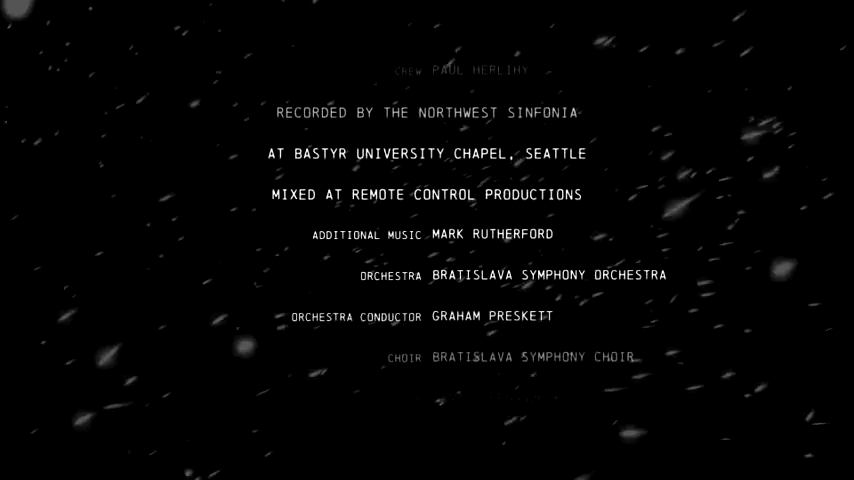 CREW PAUL HERLIHY
RECORDED BY THE NORTHWEST SINFONIA
AT BASTYR UNIVERSITY CHAPEL, SEATTLE
MIXED AT REMOTE CONTROL PRODUCTIONS
ADDITIONAL MUSIC MARK RUTHERFORD
ORCHESTRA BRATISLAVA SYMPHONY ORCHESTRA
ORCHESTRA CONDUCTOR GRAHAM PRESKETT
CHOIR BRATISLAVA SYMPHONY CHOIR